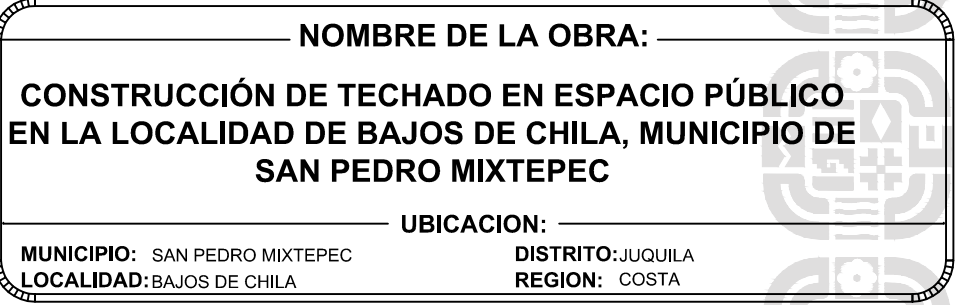 NOMBRE DE LA OBRA:
CONSTRUCCIÓN DE TECHADO EN ESPACIO PÚBLICO
EN LA LOCALIDAD DE BAJOS DE CHILA, MUNICIPIO DE
SAN PEDRO MIXTEPEC
UBICACION:
MUNICIPIO: SAN PEDRO MIXTEPEC DISTRITO: JUQUILA
LOCALIDAD: BAJOS DE CHILA REGION: COSTA